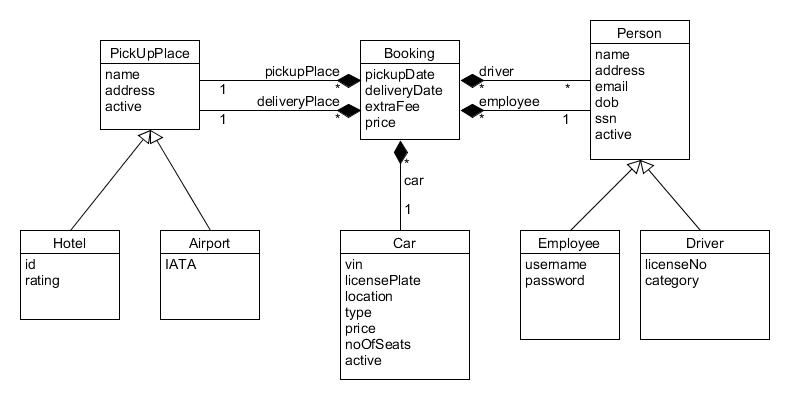 PickUpPlace
name
address
active
pickupPlace
1
*
deliveryPlace
1
*
Booking
pickupDate
deliveryDate
extraFee
price
driver
*
*
employee
*
1
Person
name
address
email
dob
ssn
active
*
car
1
Hotel
id
rating
Airport
IATA
Car
vin
licensePlate
location
type
price
noOfSeats
active
Employee
username
password
Driver
licenseNo
category